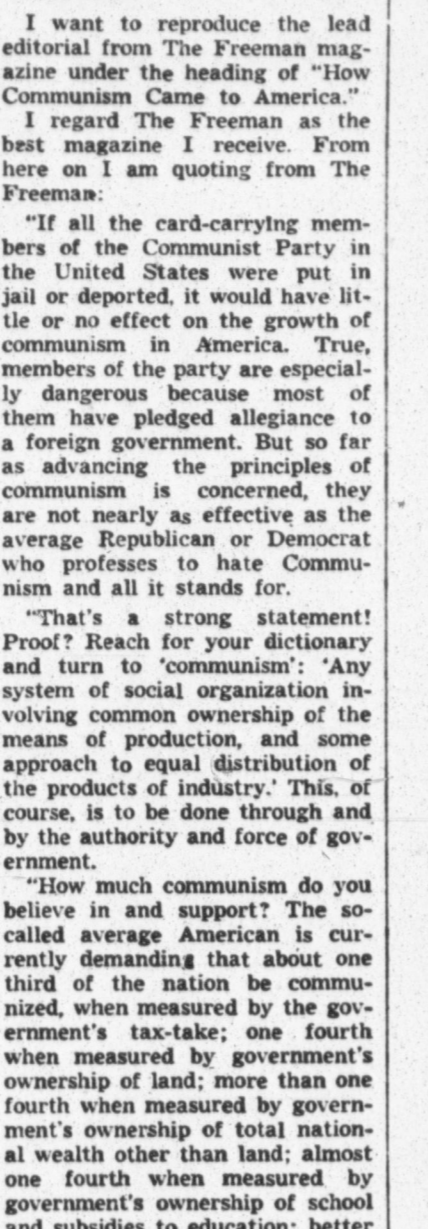 I want to reproduce the lead
editorial from The Freeman mag-
azine under the heading of "How
Communism Came to America."
I regard The Freeman as the
best magazine I receive. From
here on I am quoting from The
Freeman:
"If all the card-carrying mem-
bers of the Communist Party in
the United States were put in
jail or deported, it would have lit-
tle or no effect on the growth of
communism in America. True,
members of the party are especial-
ly dangerous because most of
them have pledged allegiance to
a foreign government. But so far
as advancing the principles of
communism is concerned, they
are not nearly as effective as the
average Republican or Democrat
who professes to hate Commu-
nism and all it stands for.
"That's a strong statement!
Proof? Reach for your dictionary
and turn to 'communism': 'Any
system of social organization in-
volving common ownership of the
means of production, and some
approach to equal distribution of
the products of industry.' This, of
course, is to be done through and
by the authority and force of gov-
ernment.
"How much communism do you
believe in and support? The so-
called average American is cur-
rently demanding that about one
third of the nation be commu-
nized, when measured by the gov-
ernment's tax-take; one fourth
when measured by government's
ownership of land; more than one
fourth when measured by govern-
ment's ownership of total nation-
al wealth other than land; almost
one fourth when measured by
government's ownership of school
and subsidies to education; better